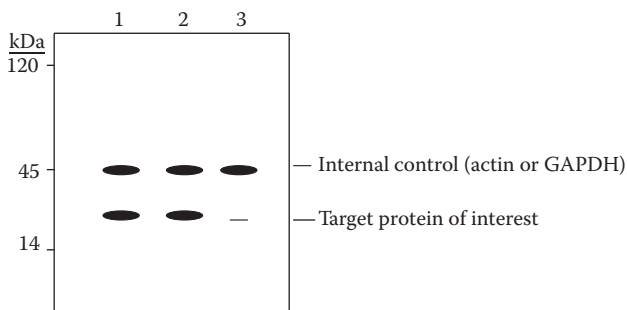 1 2 3
kDa
120
45
Internal control (actin or GAPDH)
Target protein of interest
14